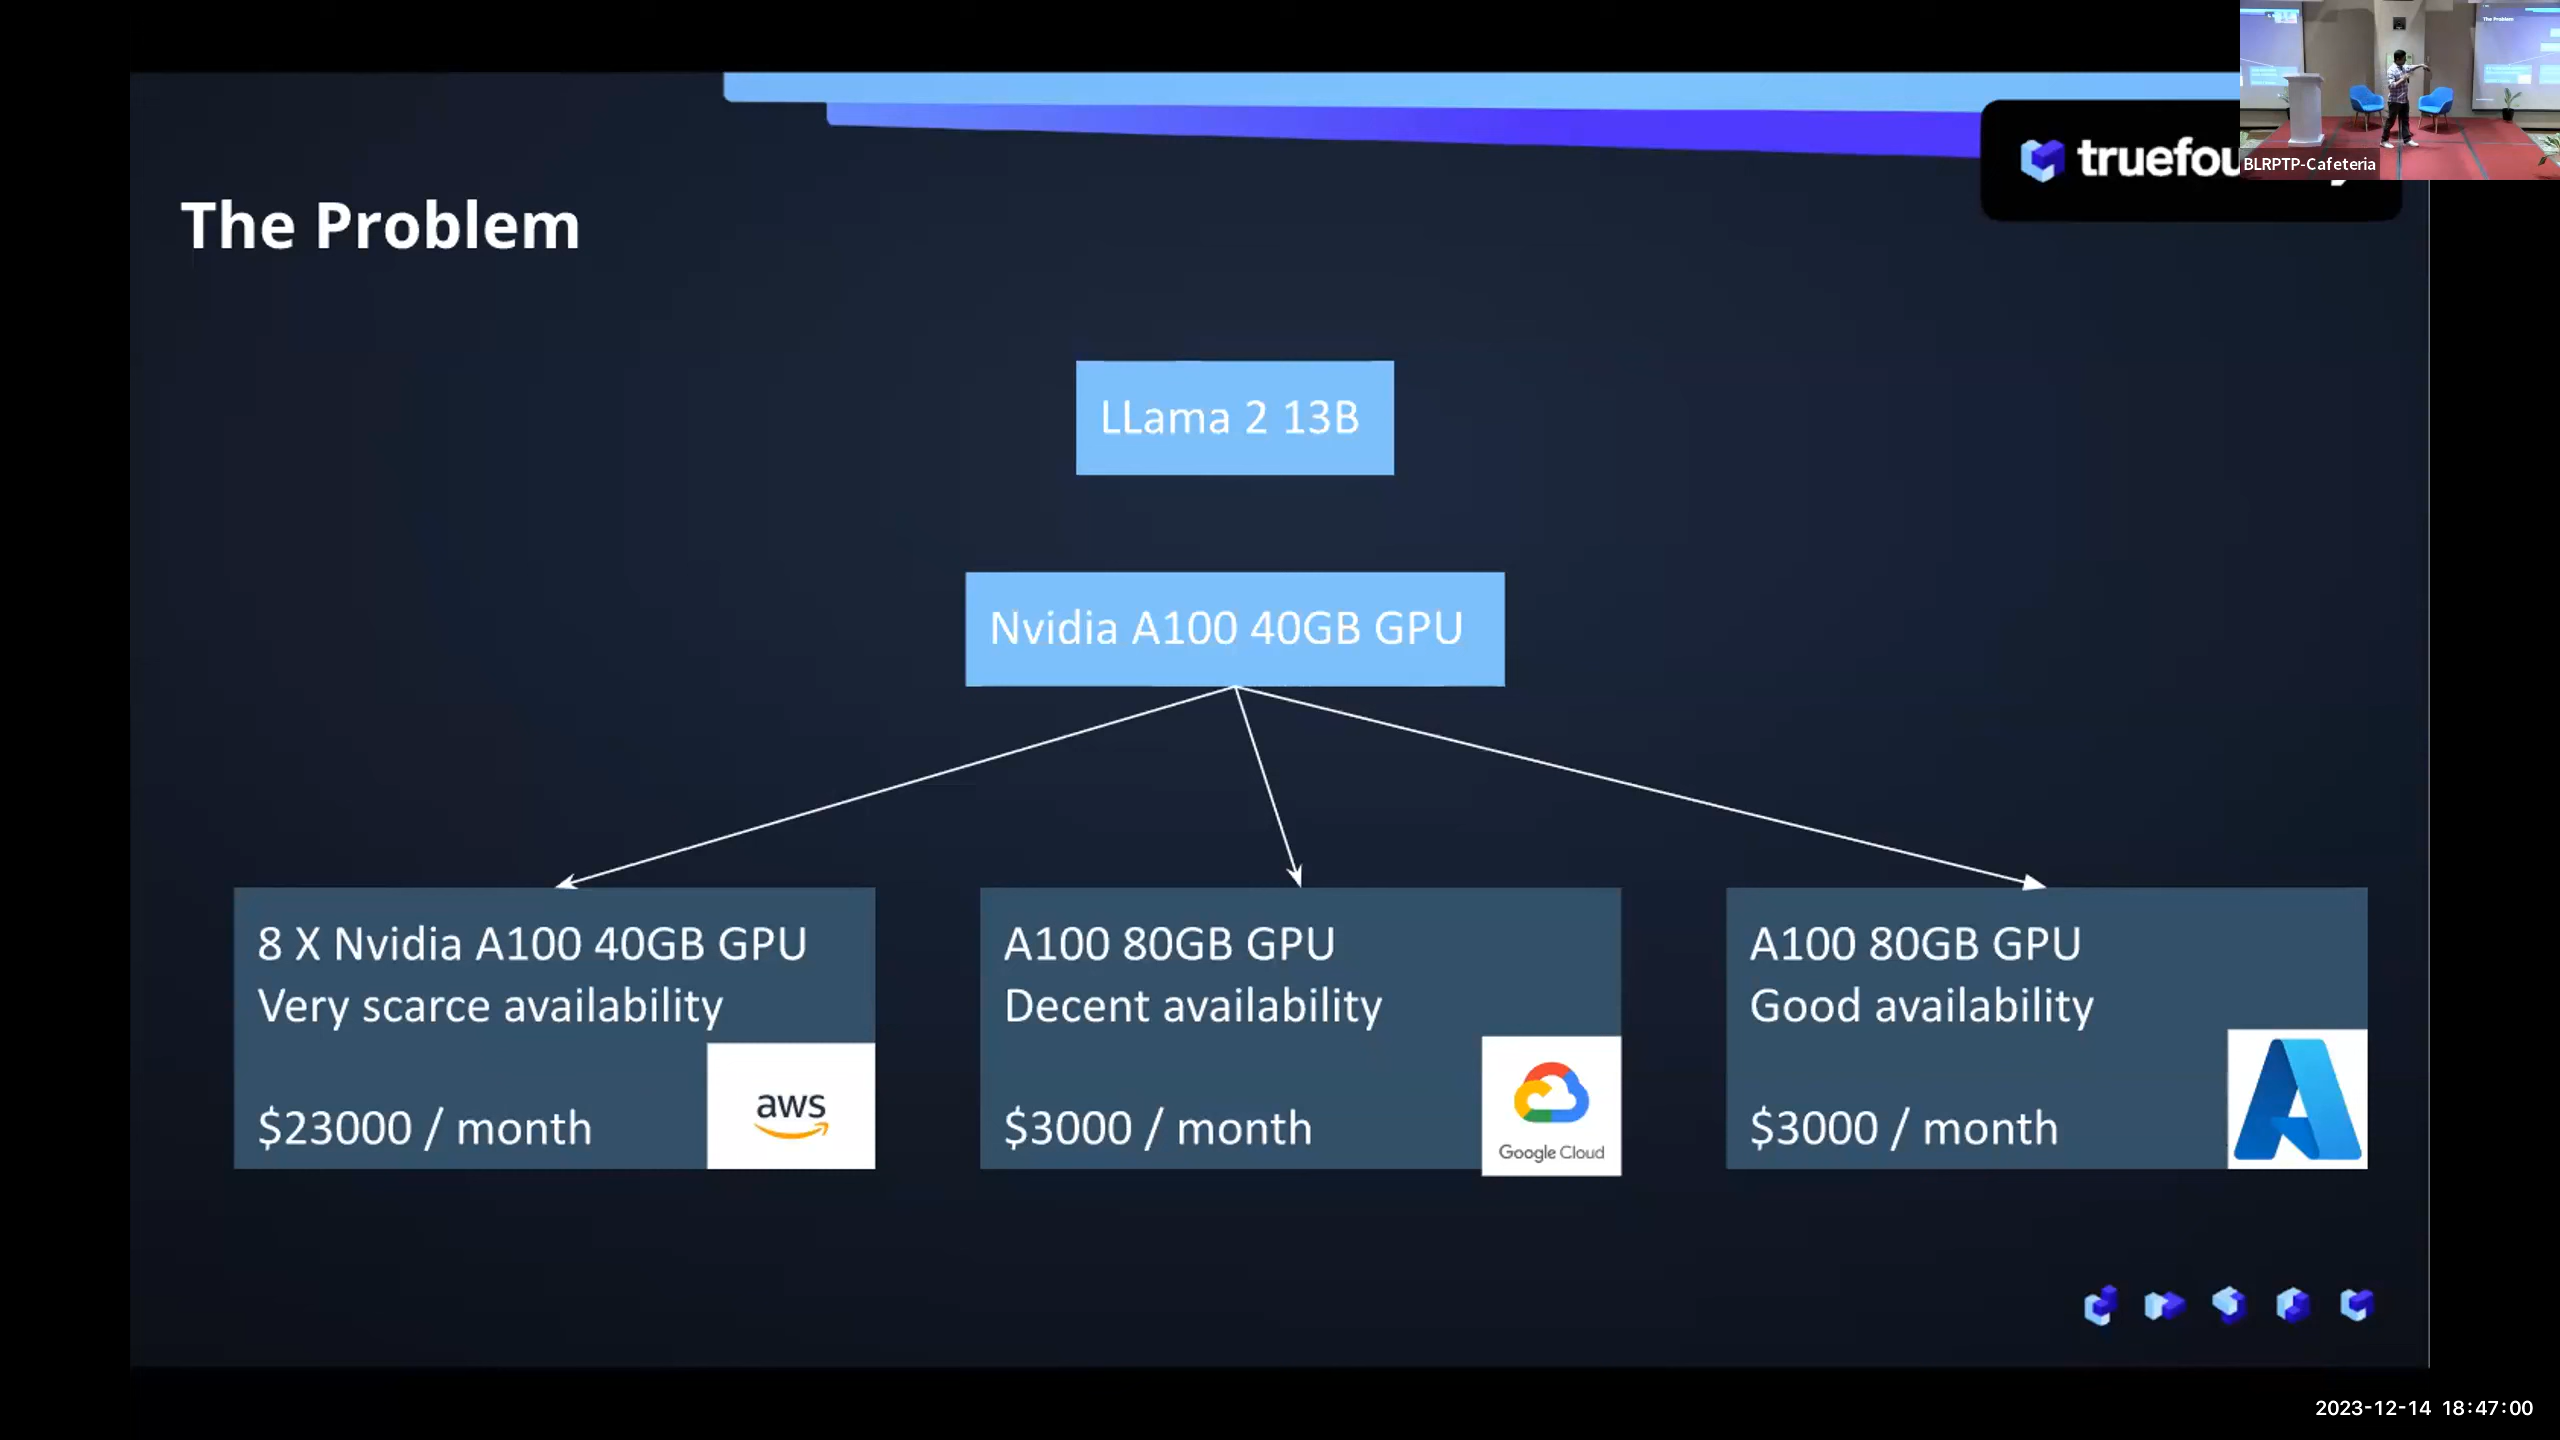 truefou
BLRPTP-Cafeteria
The Problem
LLama 2 13B
Nvidia A100 40GB GPU
8 X Nvidia A100 40GB GPU
Very scarce availability
$23000 / month
aws
A100 80GB GPU
Decent availability
$3000 / month
Google Cloud
A100 80GB GPU
Good availability
$3000 / month
2023-12-14 18:47:00